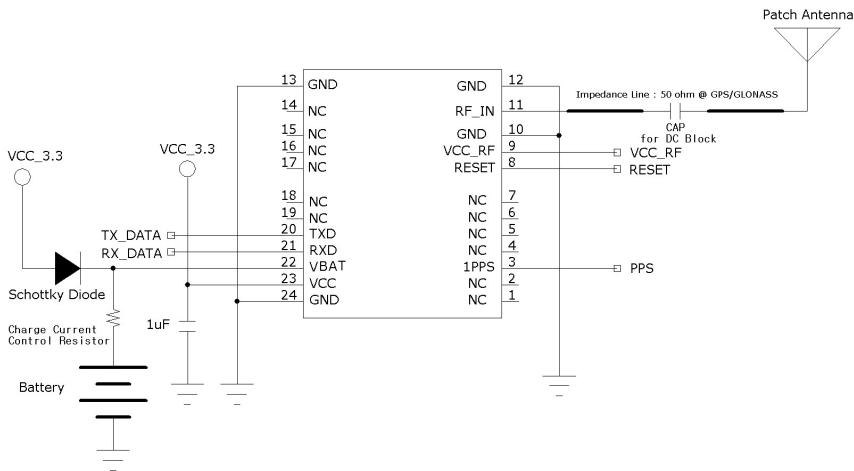 Patch Antenna
13 GND
GND 12
Impedance Line : 50 ohm @ GPS/GLONASS
14 NC
RF_IN 11
CAP
for DC Block
15 NC
GND 10
16 NC
VCC_RF 9
VCC_RF
17 NC
RESET 8
RESET
VCC_3.3
VCC_3.3
18 NC
NC 7
19 NC
NC 6
TX_DATA
20 TXD
NC 5
RX_DATA
21 RXD
NC 4
22 VBAT
1PPS 3
PPS
23 VCC
NC 2
24 GND
NC 1
Schottky Diode
1uF
Charge Current
Control Resistor
Battery